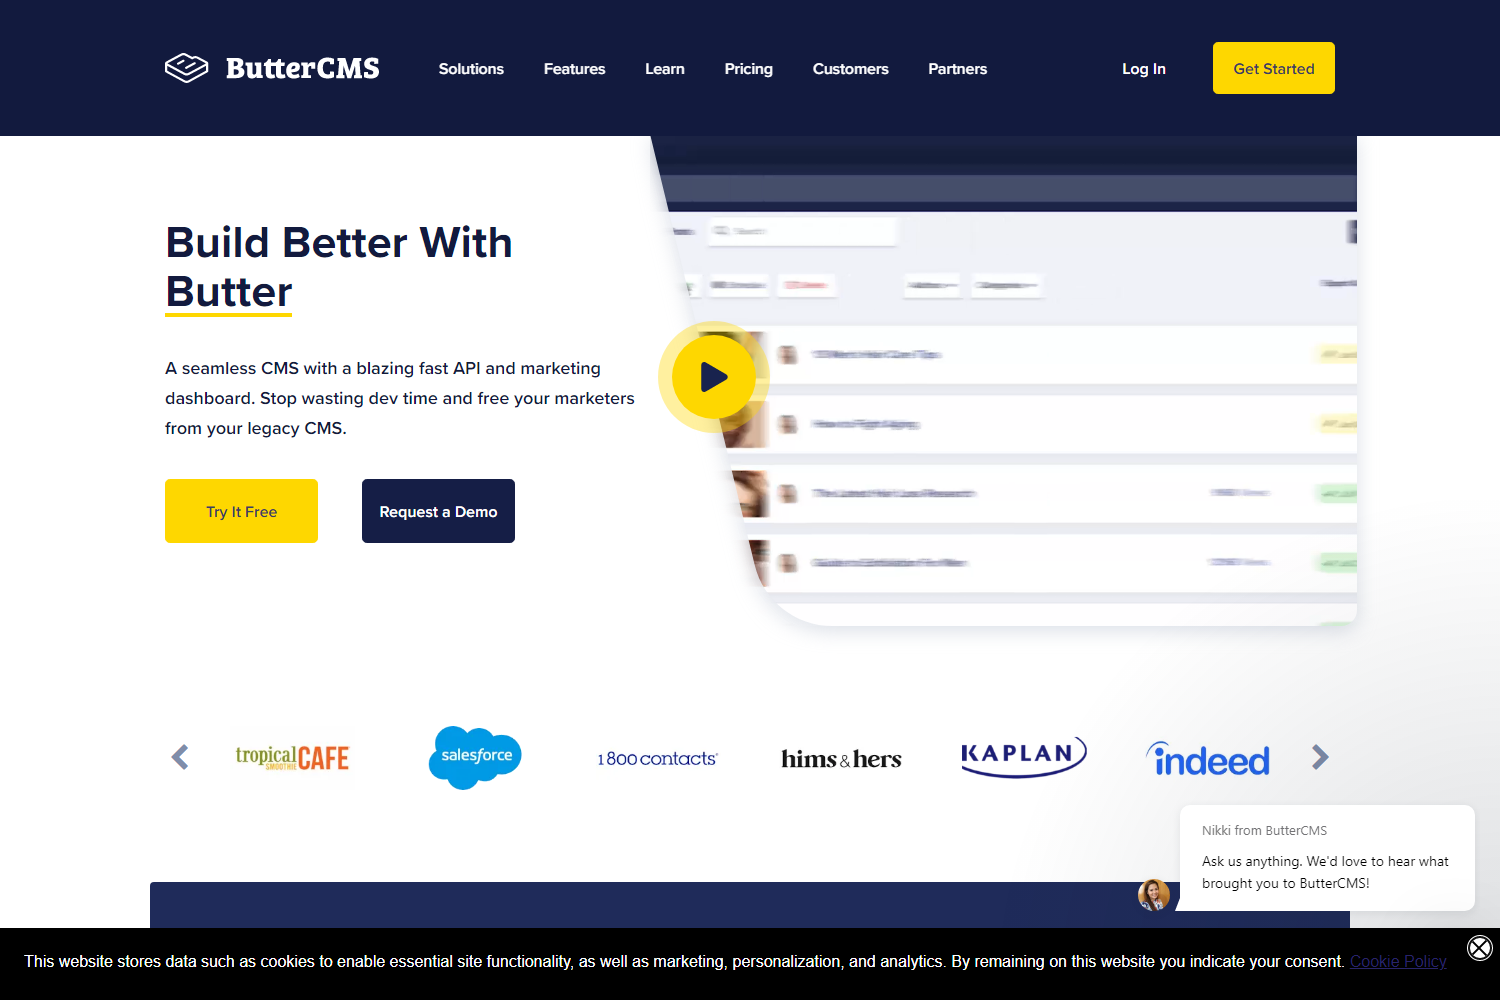 ButterCMS
Solutions
Features
Learn
Pricing
Customers
Partners
Log In
Get Started
Build Better With
Butter
A seamless CMS with a blazing fast API and marketing
dashboard. Stop wasting dev time and free your marketers
from your legacy CMS.
Try It Free
Request a Demo
tropical CAFE
SMOOTHIE
salesforce
1 800 contacts
hims & hers
KAPLAN
indeed
Nikki from ButterCMS
Ask us anything. We'd love to hear what
brought you to ButterCMS!
This website stores data such as cookies to enable essential site functionality, as well as marketing, personalization, and analytics. By remaining on this website you indicate your consent. Cookie Policy